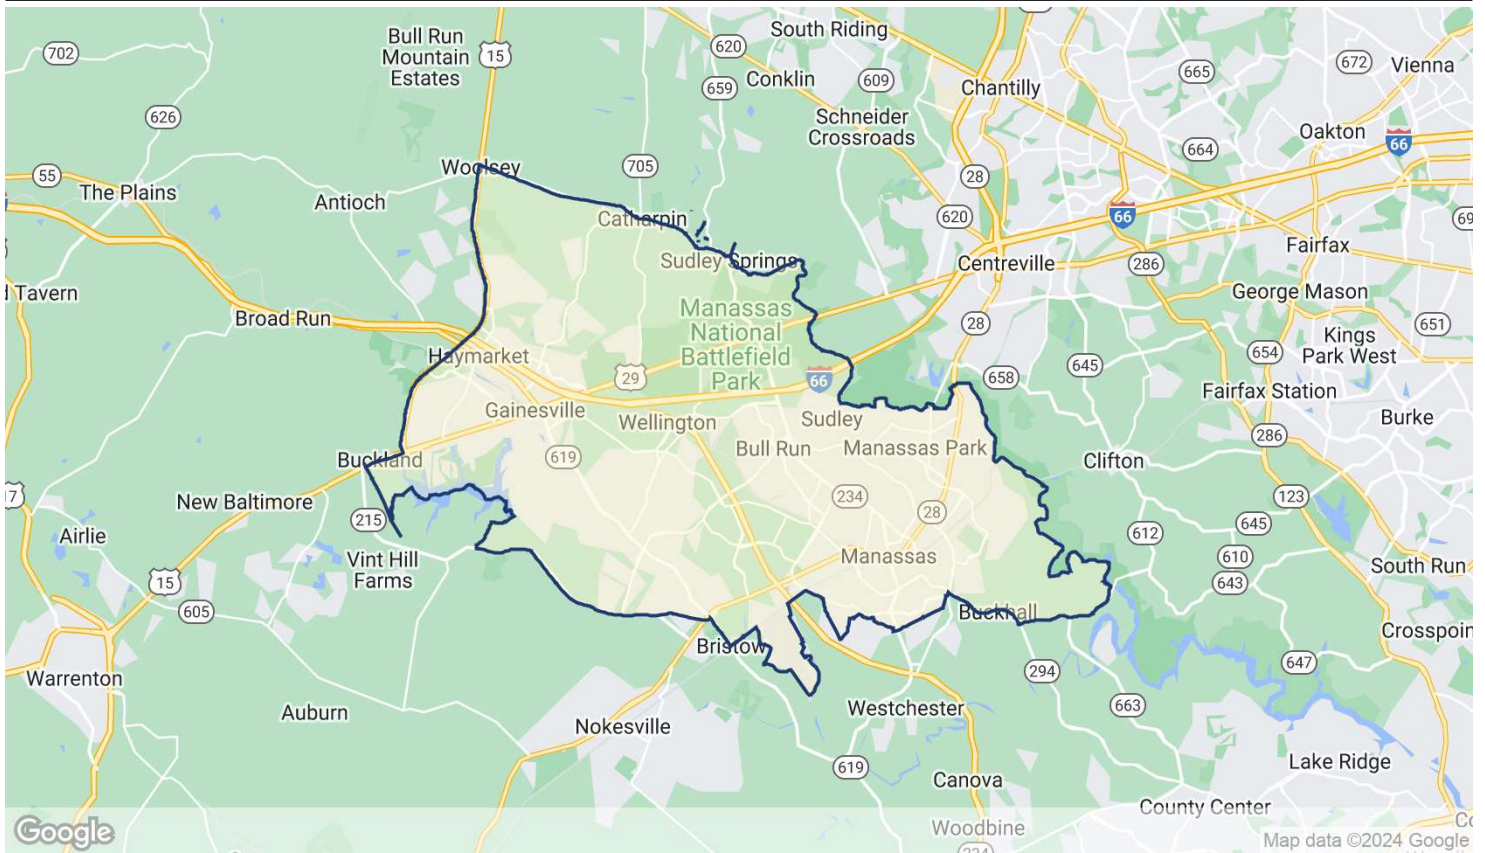 Bull Run
Mountain
Estates
15
620
South Riding
702
659
Conklin
609
665
672
Vienna
Chantilly
626
Schneider
Crossroads
Oakton
66
664
55
The Plains
Woolsey
705
28
Antioch
Catharpin
620
66
Sudley Springs
Centreville
286
Fairfax
Tavern
George Mason
Broad Run
Manassas
National
Battlefield
Park
28
651
Kings
Park West
Haymarket
29
66
658
645
654
Gainesville
Wellington
Sudley
Fairfax Station
Burke
Buckland
619
Bull Run
Manassas Park
286
Clifton
17
New Baltimore
234
28
123
215
645
Airlie
612
Vint Hill
Farms
Manassas
610
15
643
South Run
605
Buckhall
Bristow
Crosspoin
647
294
Warrenton
663
Auburn
Nokesville
Westchester
619
Lake Ridge
Canova
County Center
Google
Woodbine
234
Map data ©2024 Google